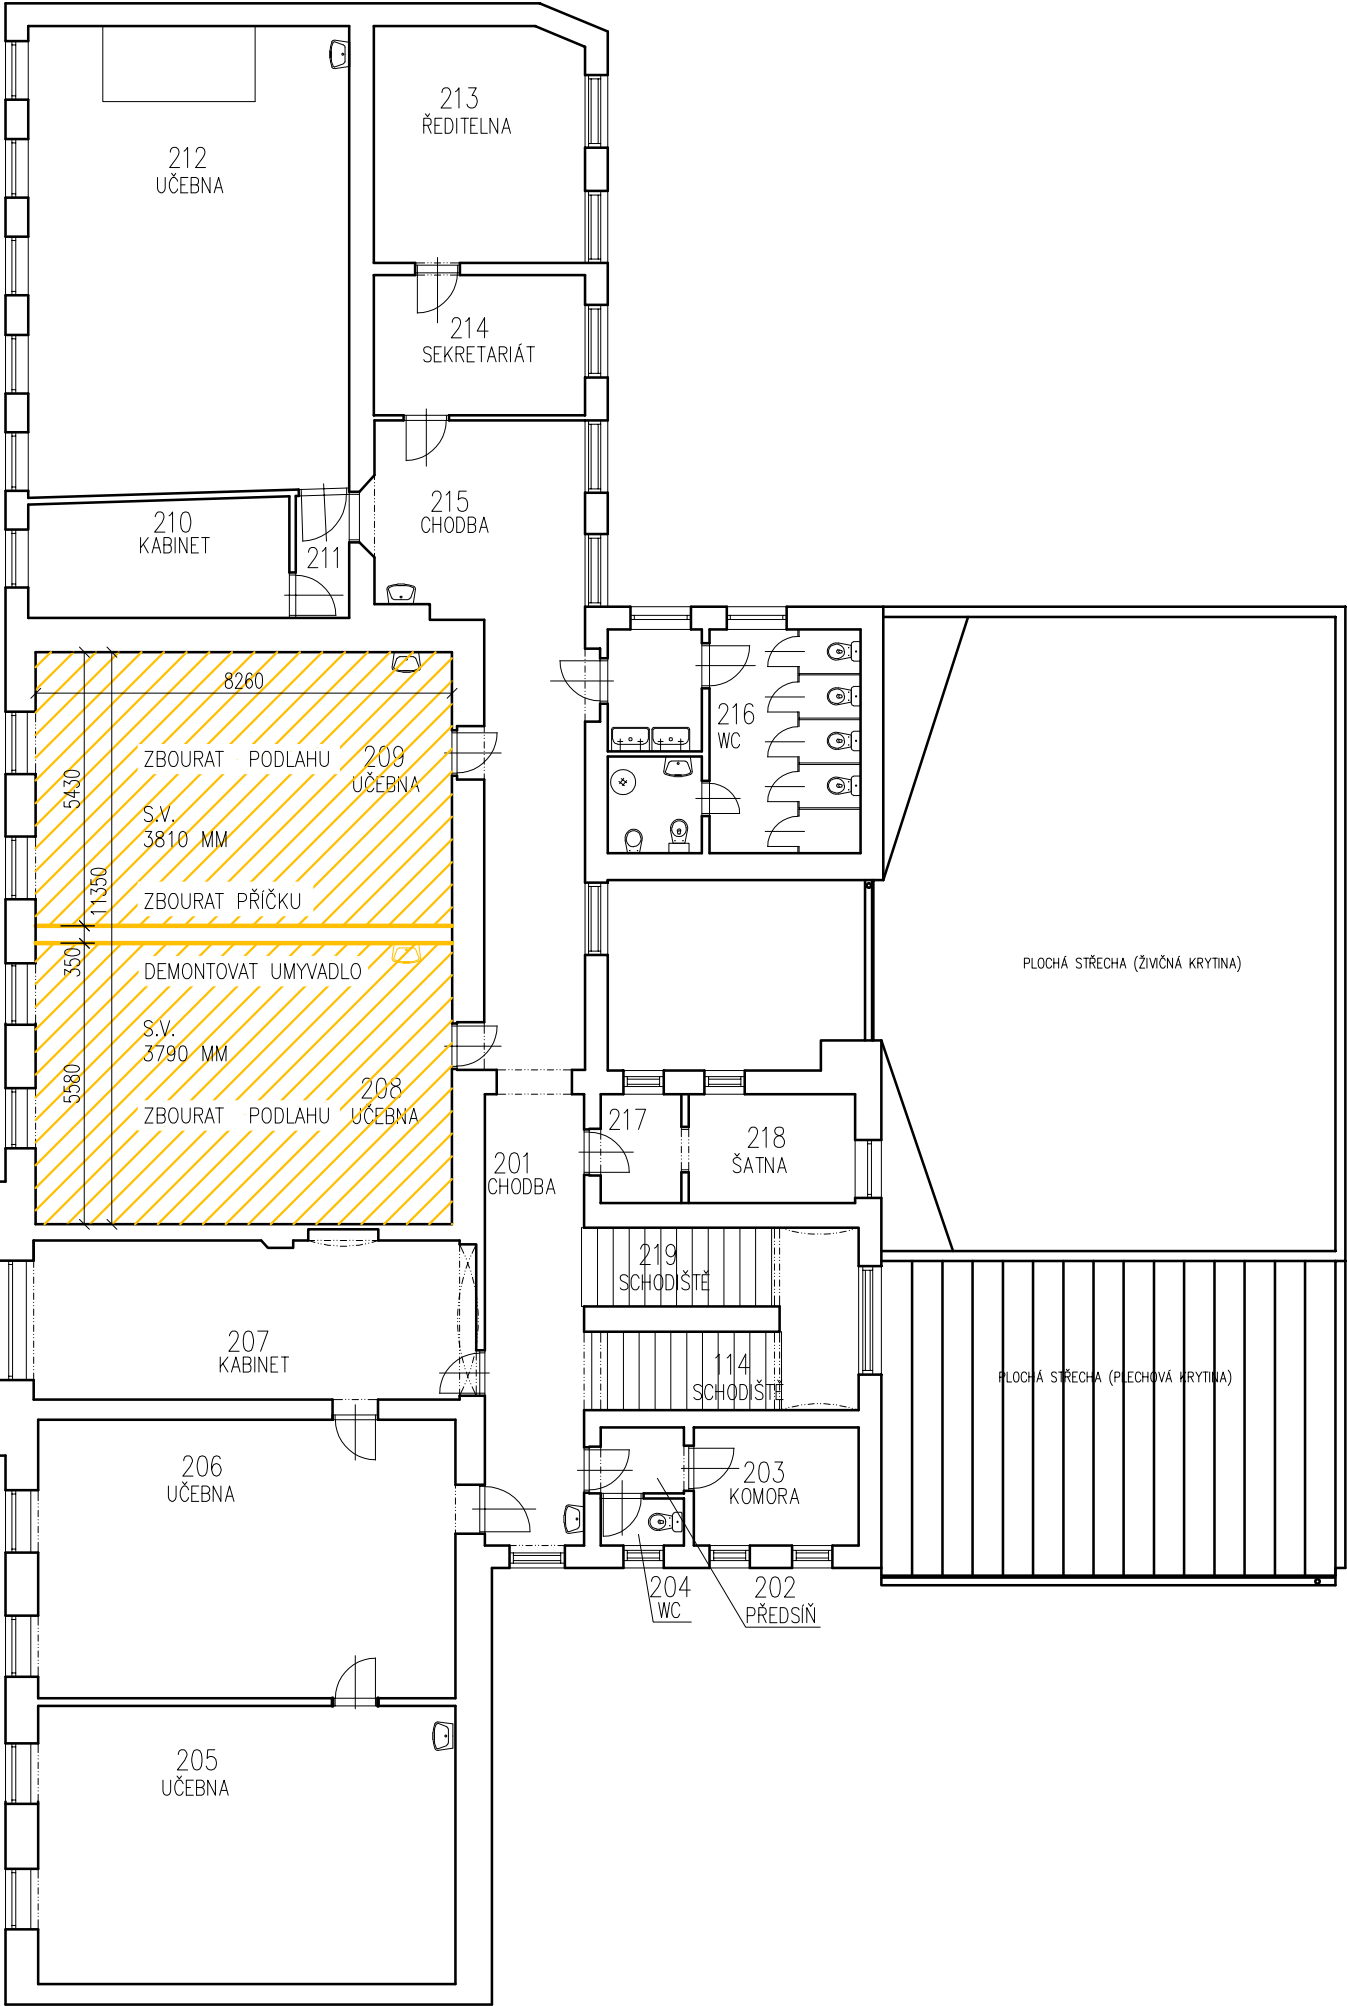 213
ŘEDITELNA
212
UČEBNA
214
SEKRETARIÁT
215
CHODBA
210
KABINET
211
8260
216
WC
ZBOURAT PODLAHU
209
UČEBNA
5430
S.V.
3810 MM
11350
ZBOURAT PŘÍČKU
350
DEMONTOVAT UMYVADLO
PLOCHÁ STŘECHA (ŽIVIČNÁ KRYTINA)
S.V.
3790 MM
5580
208
UČEBNA
ZBOURAT PODLAHU
217
218
ŠATNA
201
CHODBA
219
SCHODIŠTĚ
207
KABINET
114
SCHODIŠTĚ
PLOCHÁ STŘECHA (PLECHOVÁ KRYTINA)
206
UČEBNA
203
KOMORA
204
WC
202
PŘEDSÍŇ
205
UČEBNA